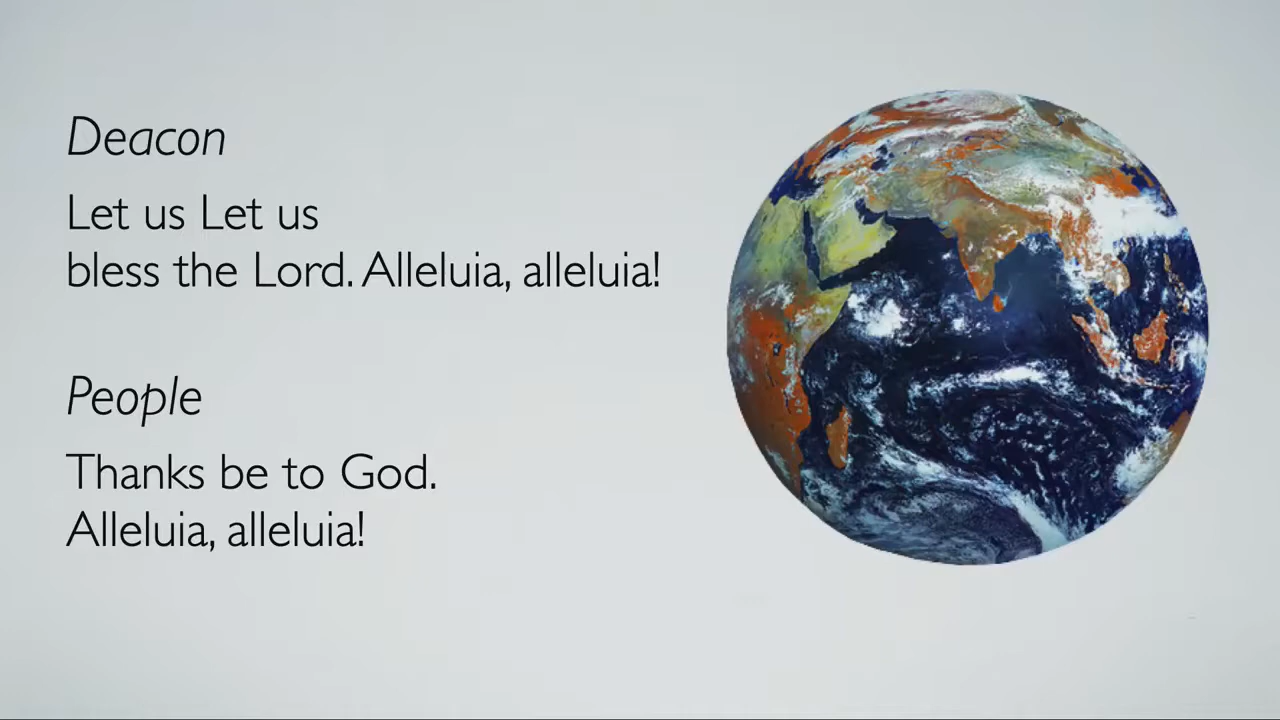 Deacon
Let us Let us
bless the Lord. Alleluia, alleluia!
People
Thanks be to God.
Alleluia, alleluia!